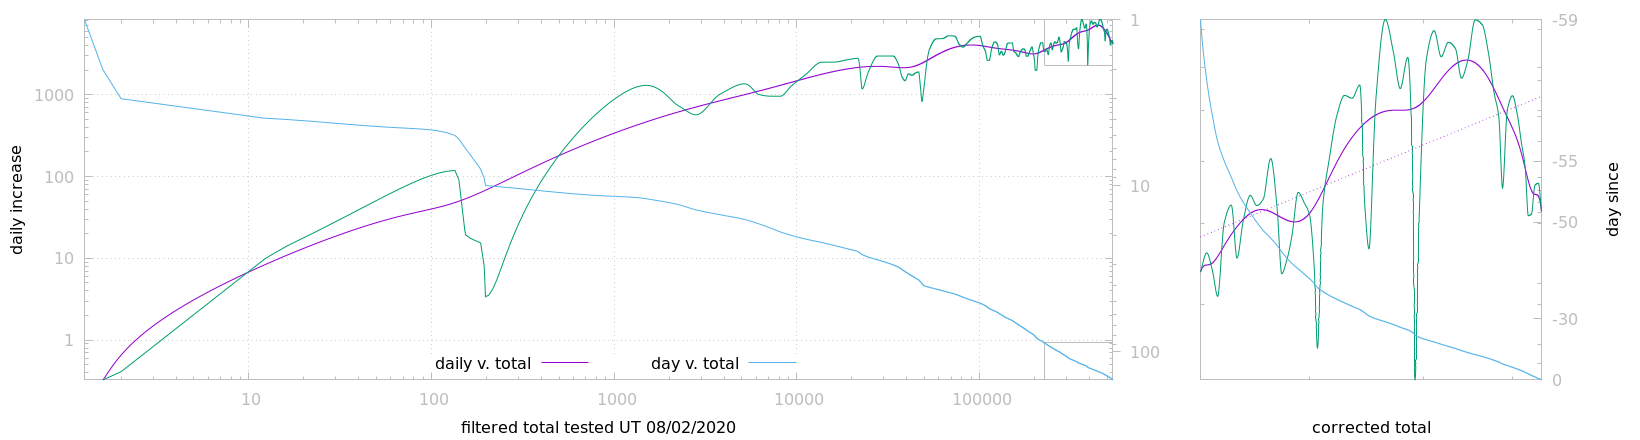 daily increase
1000
100
10
1
daily v. total
day v. total
10
100
1000
10000
100000
filtered total tested UT 08/02/2020
1
10
100
-59
-55
-50
-30
0
day since
corrected total